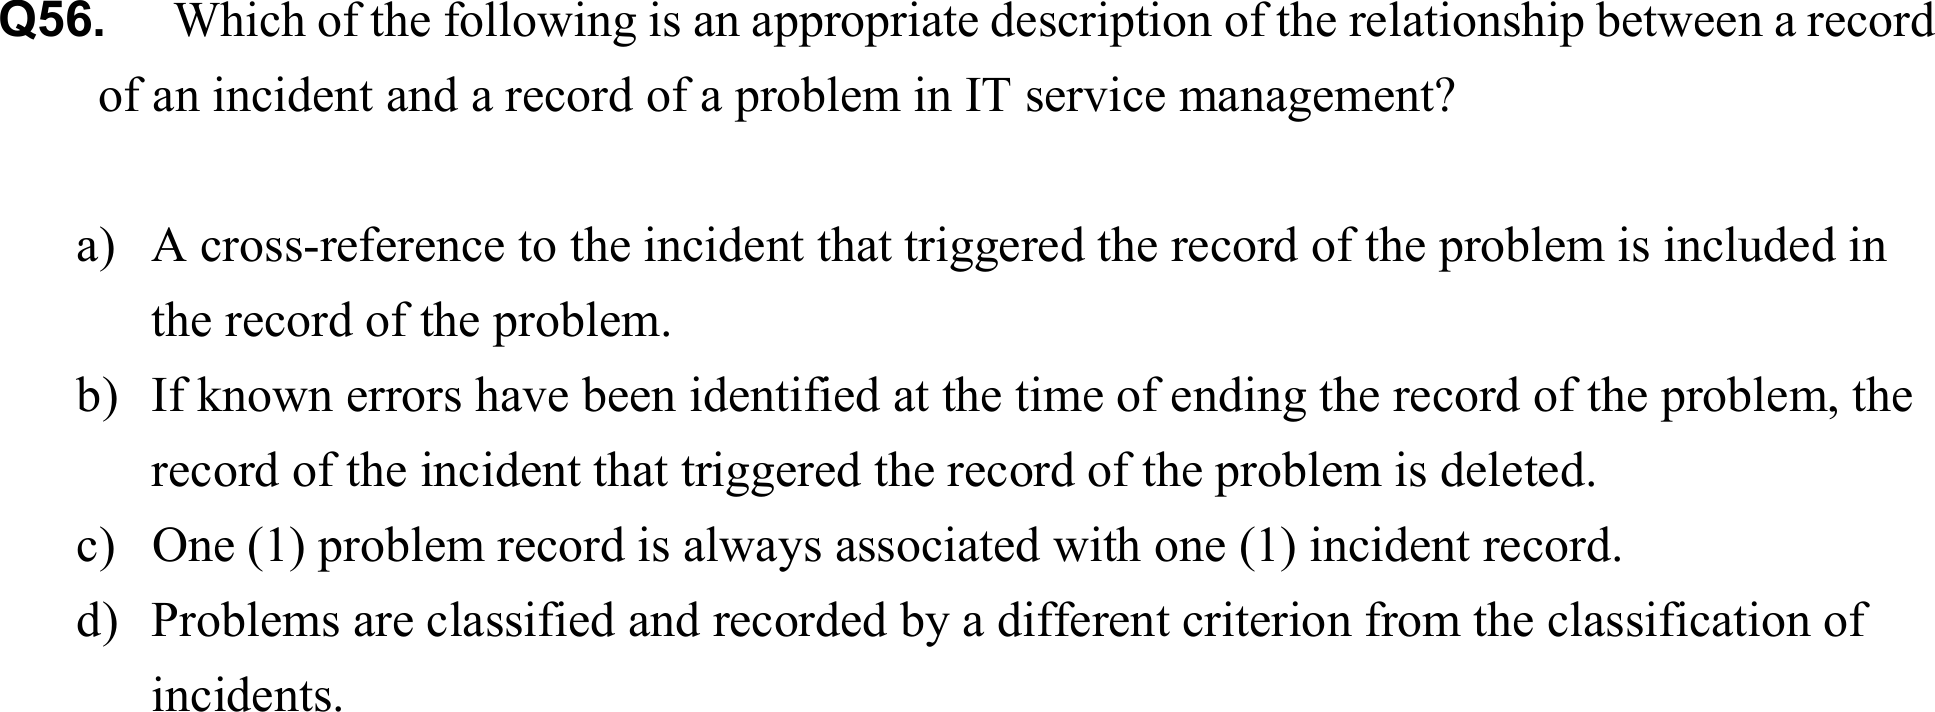 Q56. Which of the following is an appropriate description of the relationship between a record
of an incident and a record of a problem in IT service management?
a) A cross-reference to the incident that triggered the record of the problem is included in
the record of the problem.
b) If known errors have been identified at the time of ending the record of the problem, the
record of the incident that triggered the record of the problem is deleted.
c) One (1) problem record is always associated with one (1) incident record.
d) Problems are classified and recorded by a different criterion from the classification of
incidents.